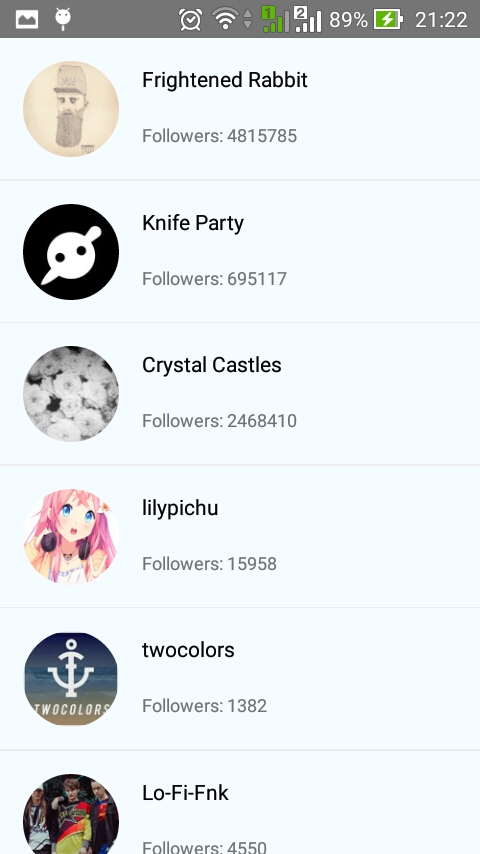 1 2 89% 21:22
Frightened Rabbit
Followers: 4815785
Knife Party
Followers: 695117
Crystal Castles
Followers: 2468410
lilypichu
Followers: 15958
twocolors
Followers: 1382
TWOCOLORS
Lo-Fi-Fnk
Followers: 4550